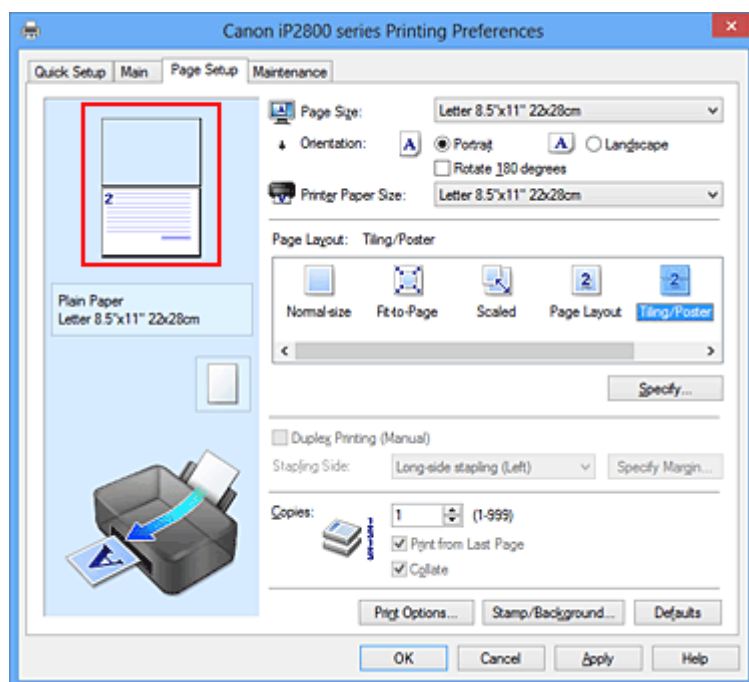 Canon iP2800 series Printing Preferences
Quick Setup Main Page Setup Maintenance
Page Size: Letter 8.5"x11" 22x28cm
Orientation: A Portrait A Landscape
Rotate 180 degrees
Printer Paper Size: Letter 8.5"x11" 22x28cm
2
Page Layout: Tiling/Poster
2 2
Normal-size Fit-to-Page Scaled Page Layout Tiling/Poster
Plain Paper
Letter 8.5"x11" 22x28cm
Specify...
Duplex Printing (Manual)
Stapling Side: Long-side stapling (Left) Specify Margin...
Copies: 1 (1-999)
Print from Last Page
Collate
A
Print Options... Stamp/Background... Defaults
OK Cancel Apply Help